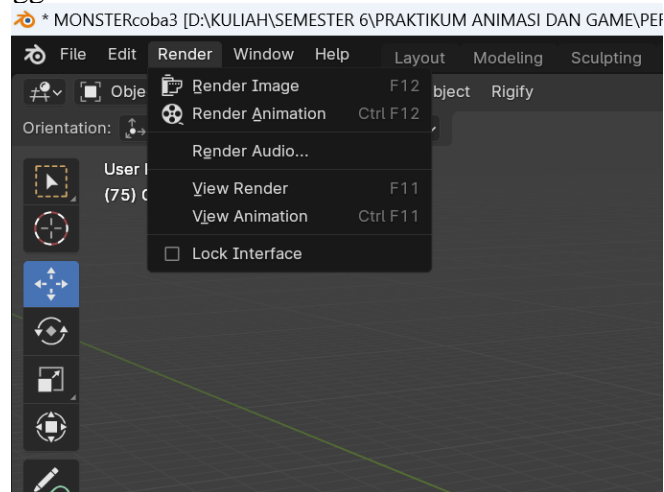 * MONSTERcoba3 [D:\KULIAH\SEMESTER 6\PRAKTIKUM ANIMASI DAN GAME\PER
File Edit Render Window Help Layout Modeling Sculpting
Obje bject Rigify
Render Image F12
Render Animation Ctrl F12
Orientation:
Render Audio...
User
(75)
View Render F11
View Animation Ctrl F11
Lock Interface